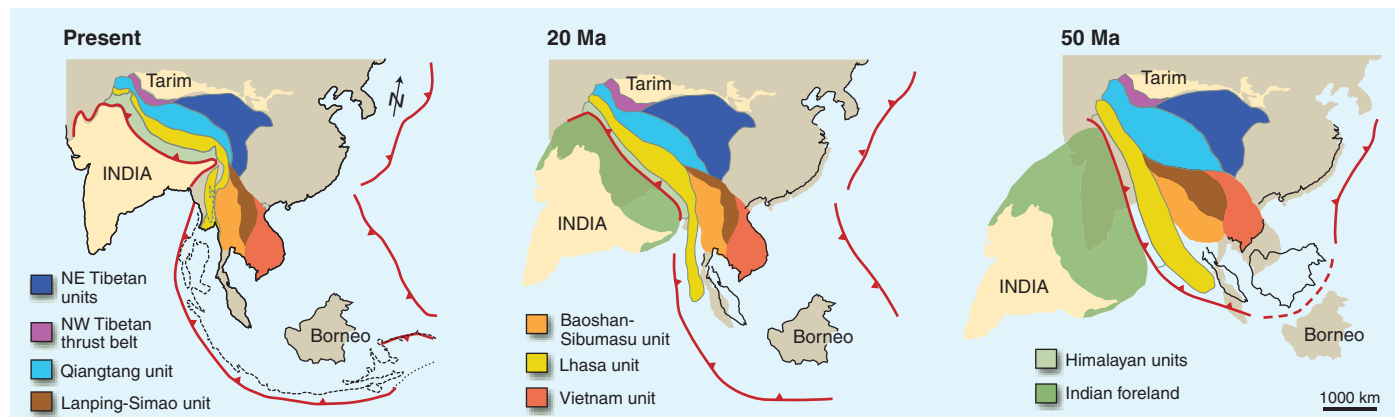 Present
Tarim
N
INDIA
Borneo
NE Tibetan
units
NW Tibetan
thrust belt
Qiangtang unit
Lanping-Simao unit
20 Ma
Tarim
INDIA
Borneo
Baoshan-
Sibumasu unit
Lhasa unit
Vietnam unit
50 Ma
Tarim
INDIA
Borneo
Himalayan units
Indian foreland
1000 km